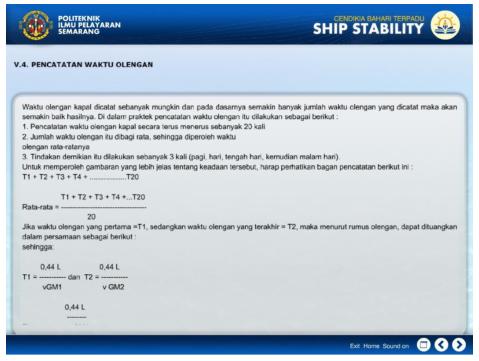 POLITEKNIK
ILMU PELAYARAN
SEMARANG
CENDIKIA BAHARI TERPADU
SHIP STABILITY
V.4. PENCATATAN WAKTU OLENGAN
Waktu olengan kapal dicatat sebanyak mungkin dan pada dasarnya semakin banyak jumlah waktu olengan yang dicatat maka akan
semakin baik hasilnya. Di dalam praktek pencatatan waktu olengan itu dilakukan sebagai berikut :
1. Pencatatan waktu olengan kapal secara terus menerus sebanyak 20 kali
2. Jumlah waktu olengan itu dibagi rata, sehingga diperoleh waktu
olengan rata-ratanya
3. Tindakan demikian itu dilakukan sebanyak 3 kali (pagi, hari, tengah hari, kemudian malam hari).
Untuk memperoleh gambaran yang lebih jelas tentang keadaan tersebut, harap perhatikan bagan pencatatan berikut ini :
T1 + T2 + T3 + T4 + ..................T20
T1 + T2 + T3 + T4 +...T20
Rata-rata = -------------------------------------
20
Jika waktu olengan yang pertama =T1, sedangkan waktu olengan yang terakhir = T2, maka menurut rumus olengan, dapat dituangkan
dalam persamaan sebagai berikut :
sehingga:
0,44 L 0,44 L
T1 = ----------- dan T2 = -----------
vGM1 v GM2
0,44 L
--------
Exit Home Sound on